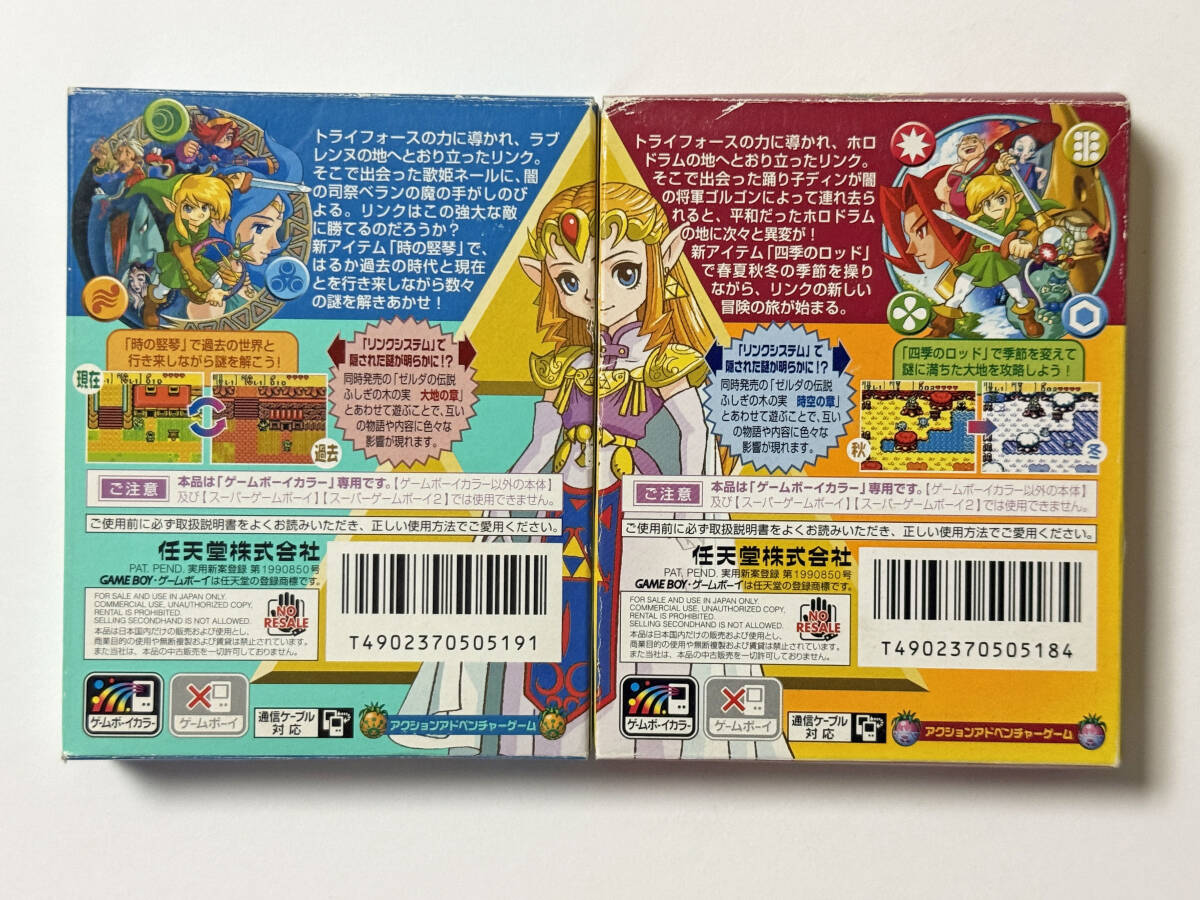 トライフォースの力に導かれ、ラブ
レンヌの地へとおり立ったリンク。
そこで出会った歌姫ネールに、闇
の司祭ベランの魔の手がしのび
よる。リンクはこの強大な敵
に勝てるのだろうか?
新アイテム「時の竪琴」で、
はるか過去の時代と現在
とを行き来しながら数々
の謎を解きあかせ!
「時の竪琴」で過去の世界と
行き来しながら謎を解こう!
現在
過去
「リンクシステム」で
隠された謎が明らかに!?
同時発売の「ゼルダの伝説
ふしぎの木の実 大地の章」
とあわせて遊ぶことで、互い
の物語や内容に色々な
影響が現れます。
ご注意
本品は「ゲームボーイカラー」専用です。【ゲームボーイカラー以外の本体】
及び【スーパーゲームボーイ】【スーパーゲームボーイ2】では使用できません。
ご使用前に必ず取扱説明書をよくお読みいただき、正しい使用方法でご愛用ください。
任天堂株式会社
PAT. PEND. 実用新案登録 第1990850号
GAME BOY・ゲームボーイは任天堂の登録商標です。
FOR SALE AND USE IN JAPAN ONLY.
COMMERCIAL USE, UNAUTHORIZED COPY,
RENTAL IS PROHIBITED.
SELLING SECONDHAND IS NOT ALLOWED.
本品は日本国内だけの販売および使用とし、
商業目的の使用や無断複製および賃貸は禁止されています。
また当社は、本品の中古販売を一切許可しておりません。
NO
RESALE
T4902370505191
ゲームボーイカラー
ゲームボーイ
通信ケーブル
対応
アクションアドベンチャーゲーム
トライフォースの力に導かれ、ホロ
ドラムの地へとおり立ったリンク。
そこで出会った踊り子ディンが闇
の将軍ゴルゴンによって連れ去ら
れると、平和だったホロドラム
の地に次々と異変が!
新アイテム「四季のロッド」
で春夏秋冬の季節を操り
ながら、リンクの新しい
冒険の旅が始まる。
「リンクシステム」で
隠された謎が明らかに!?
同時発売の「ゼルダの伝説
ふしぎの木の実 時空の章」
とあわせて遊ぶことで、互い
の物語や内容に色々な
影響が現れます。
「四季のロッド」で季節を変えて
謎に満ちた大地を攻略しよう!
秋
冬
ご注意
本品は「ゲームボーイカラー」専用です。【ゲームボーイカラー以外の本体】
及び【スーパーゲームボーイ】【スーパーゲームボーイ2】では使用できません。
ご使用前に必ず取扱説明書をよくお読みいただき、正しい使用方法でご愛用ください。
任天堂株式会社
PAT. PEND. 実用新案登録 第1990850号
GAME BOY・ゲームボーイは任天堂の登録商標です。
FOR SALE AND USE IN JAPAN ONLY.
COMMERCIAL USE, UNAUTHORIZED COPY,
RENTAL IS PROHIBITED.
SELLING SECONDHAND IS NOT ALLOWED.
本品は日本国内だけの販売および使用とし、
商業目的の使用や無断複製および賃貸は禁止されています。
また当社は、本品の中古販売を一切許可しておりません。
NO
RESALE
T4902370505184
ゲームボーイカラー
ゲームボーイ
通信ケーブル
対応
アクションアドベンチャーゲーム